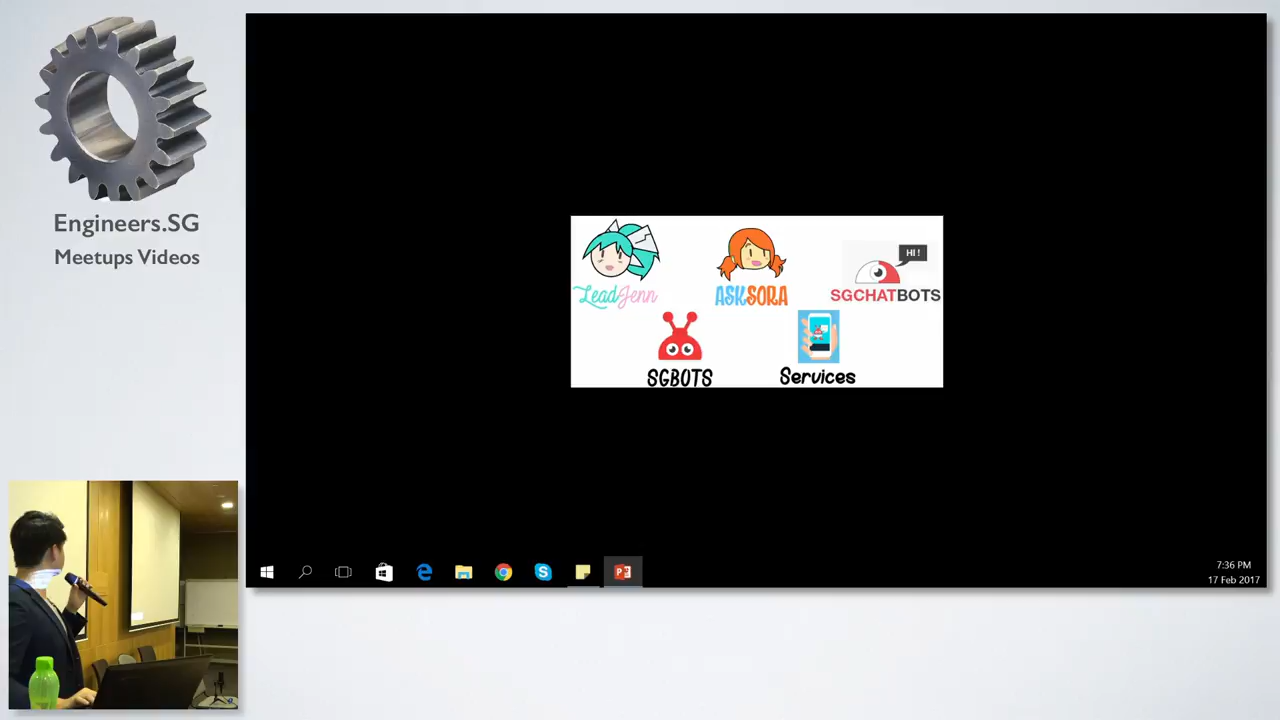 Engineers.SG
Meetups Videos
LeadJenn
ASKSORA
HI !
SGCHATBOTS
SGBOTS
Services
7:36 PM
17 Feb 2017